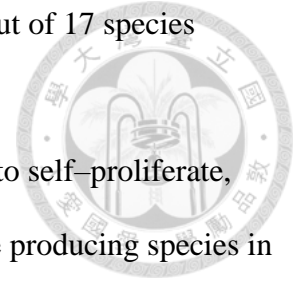 ut of 17 species
to self–proliferate,
producing species in